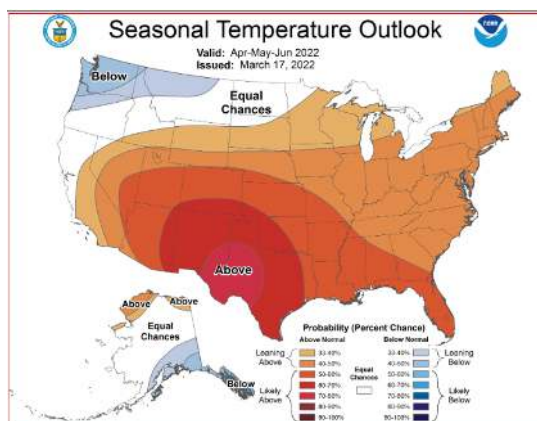 Seasonal Temperature Outlook
Valid: Apr-May-Jun 2022
Issued: March 17, 2022
Below
Equal
Chances
Above
Above
Above
Equal
Chances
Below
Probability (Percent Chance)
Above Normal
Below Normal
Leaning
Above
33-40%
40-50%
Likely
Above
50-60%
60-70%
70-80%
80-90%
90-100%
Equal
Chances
33-40%
40-50%
Leaning
Below
50-60%
60-70%
70-80%
80-90%
90-100%
Likely
Below